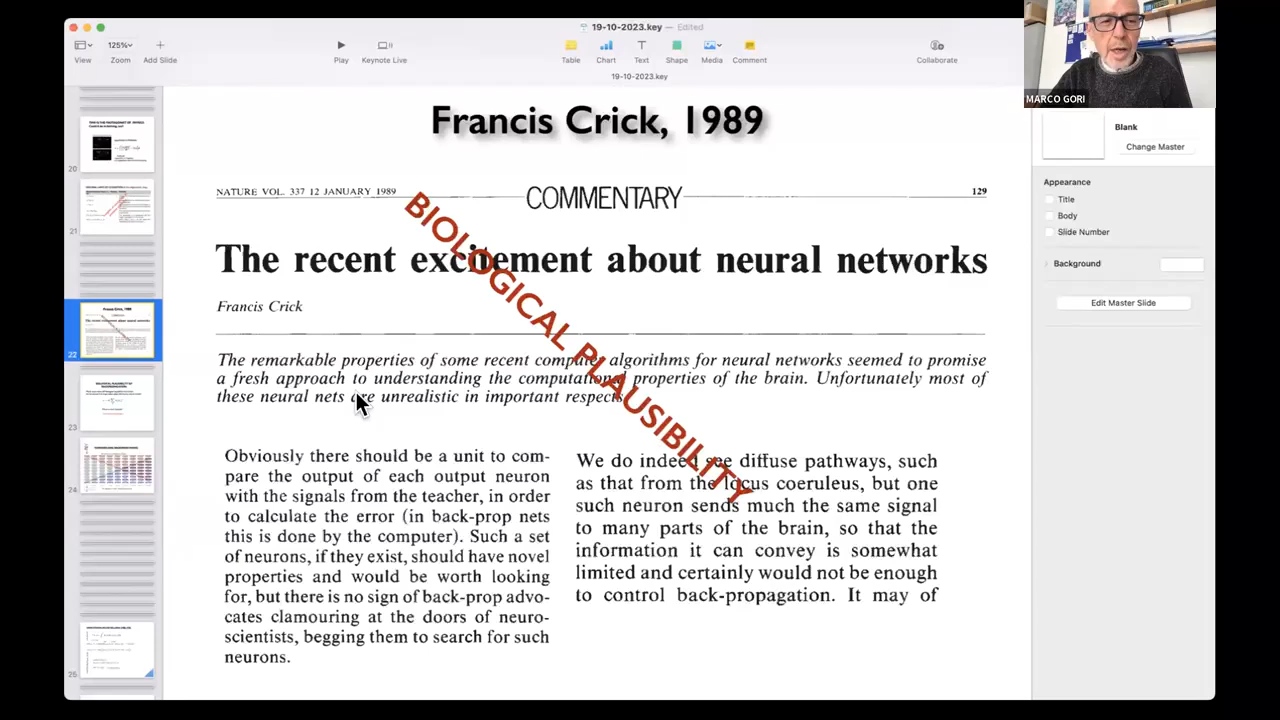 19-10-2023.key — Edited
View
125%
Zoom
Add Slide
Play
Keynote Live
Table
Chart
Text
Shape
Media
Comment
Collaborate
19-10-2023.key
MARCO GORI
Francis Crick, 1989
NATURE VOL. 337 12 JANUARY 1989
COMMENTARY
129
BIOLOGICAL PLAUSIBILITY
The recent excitement about neural networks
Francis Crick
The remarkable properties of some recent computer algorithms for neural networks seemed to promise
a fresh approach to understanding the computational properties of the brain. Unfortunately most of
these neural nets are unrealistic in important respects.
Obviously there should be a unit to com-
pare the output of each output neuron
with the signals from the teacher, in order
to calculate the error (in back-prop nets
this is done by the computer). Such a set
of neurons, if they exist, should have novel
properties and would be worth looking
for, but there is no sign of back-prop advo-
cates clamouring at the doors of neuro-
scientists, begging them to search for such
neurons.
We do indeed see diffuse pathways, such
as that from the locus coeruleus, but one
such neuron sends much the same signal
to many parts of the brain, so that the
information it can convey is somewhat
limited and certainly would not be enough
to control back-propagation. It may of
20
21
22
Francis Crick, 1989
23
24
25
Blank
Change Master
Appearance
Title
Body
Slide Number
Background
Edit Master Slide